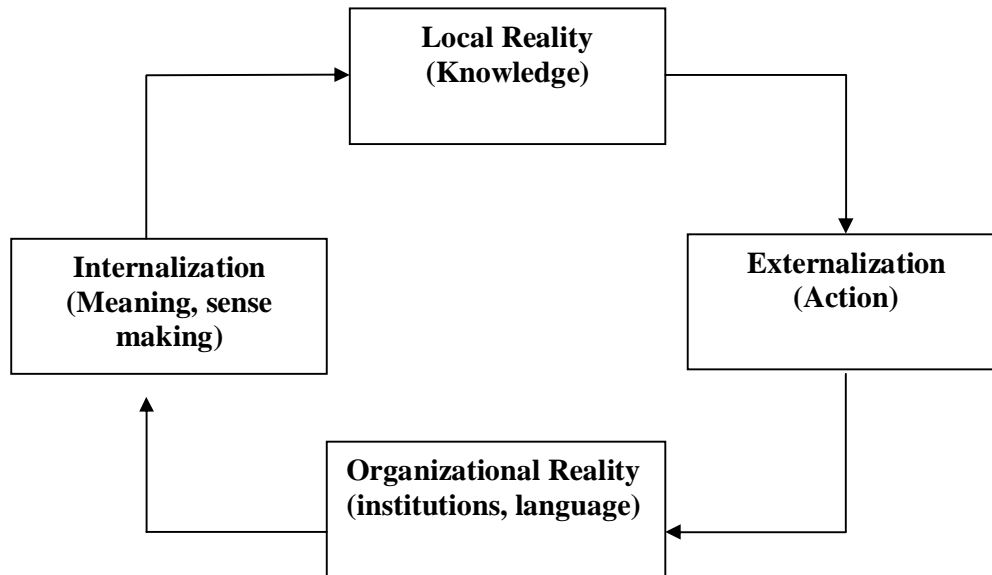 Local Reality
(Knowledge)
Internalization
(Meaning, sense
making)
Externalization
(Action)
Organizational Reality
(institutions, language)